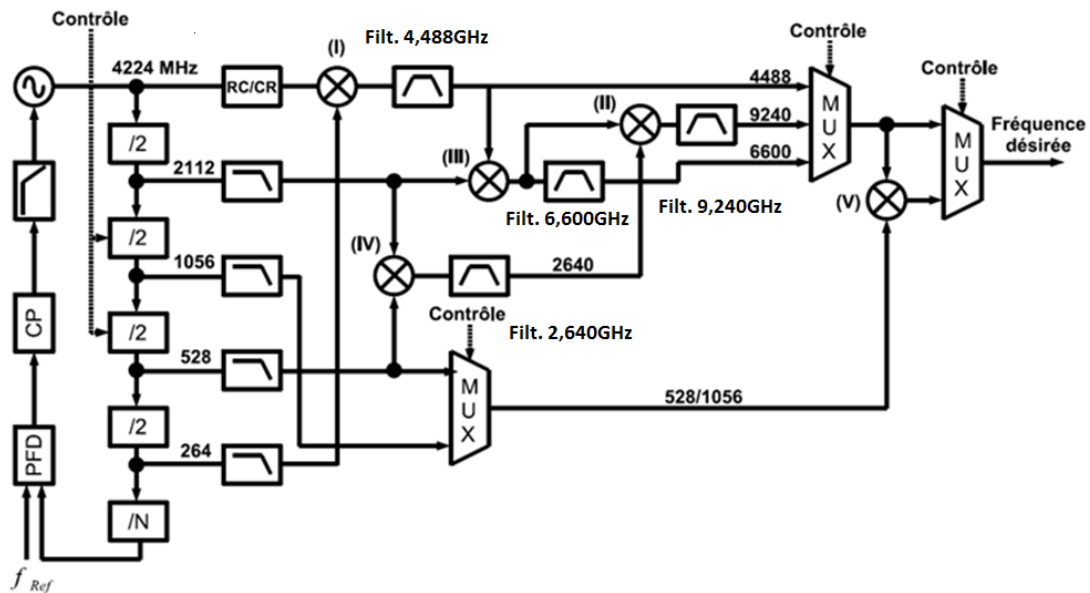 Contrôle
Filt. 4,488GHz
(I)
Contrôle
Contrôle
4224 MHz
RC/CR
4488
(II)
9240
MUX
MUX
Fréquence
désirée
/2
2112
(III)
6600
(V)
Filt. 6,600GHz
Filt. 9,240GHz
/2
(IV)
1056
2640
CP
/2
Contrôle
Filt. 2,640GHz
528
MUX
528/1056
/2
PFD
264
/N
f Ref